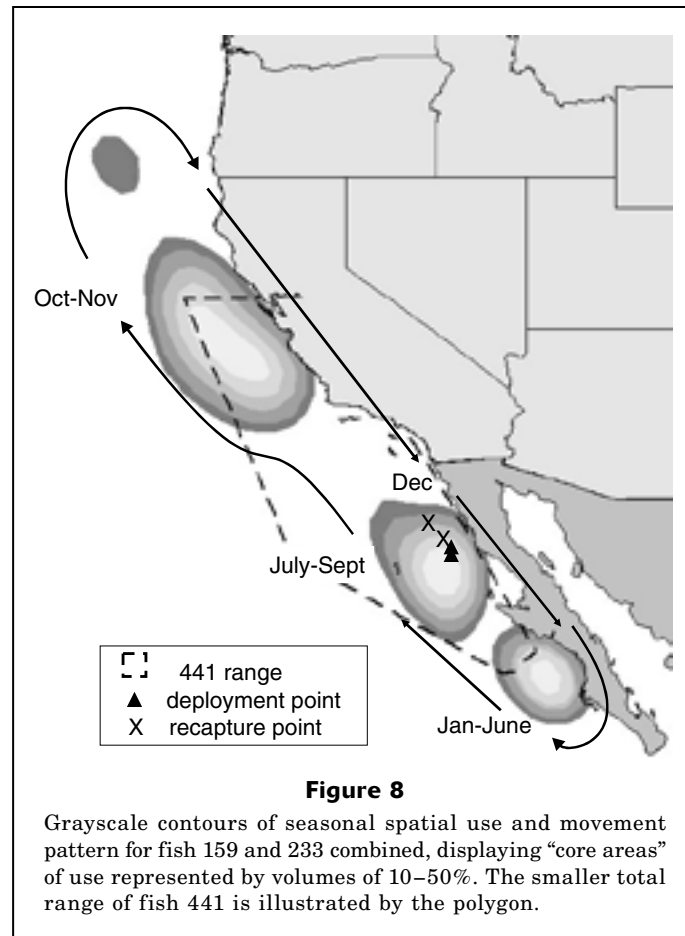 Oct-Nov
Dec
July-Sept
Jan-June
441 range
deployment point
X recapture point
X
X
Figure 8
Grayscale contours of seasonal spatial use and movement
pattern for fish 159 and 233 combined, displaying “core areas”
of use represented by volumes of 10–50%. The smaller total
range of fish 441 is illustrated by the polygon.